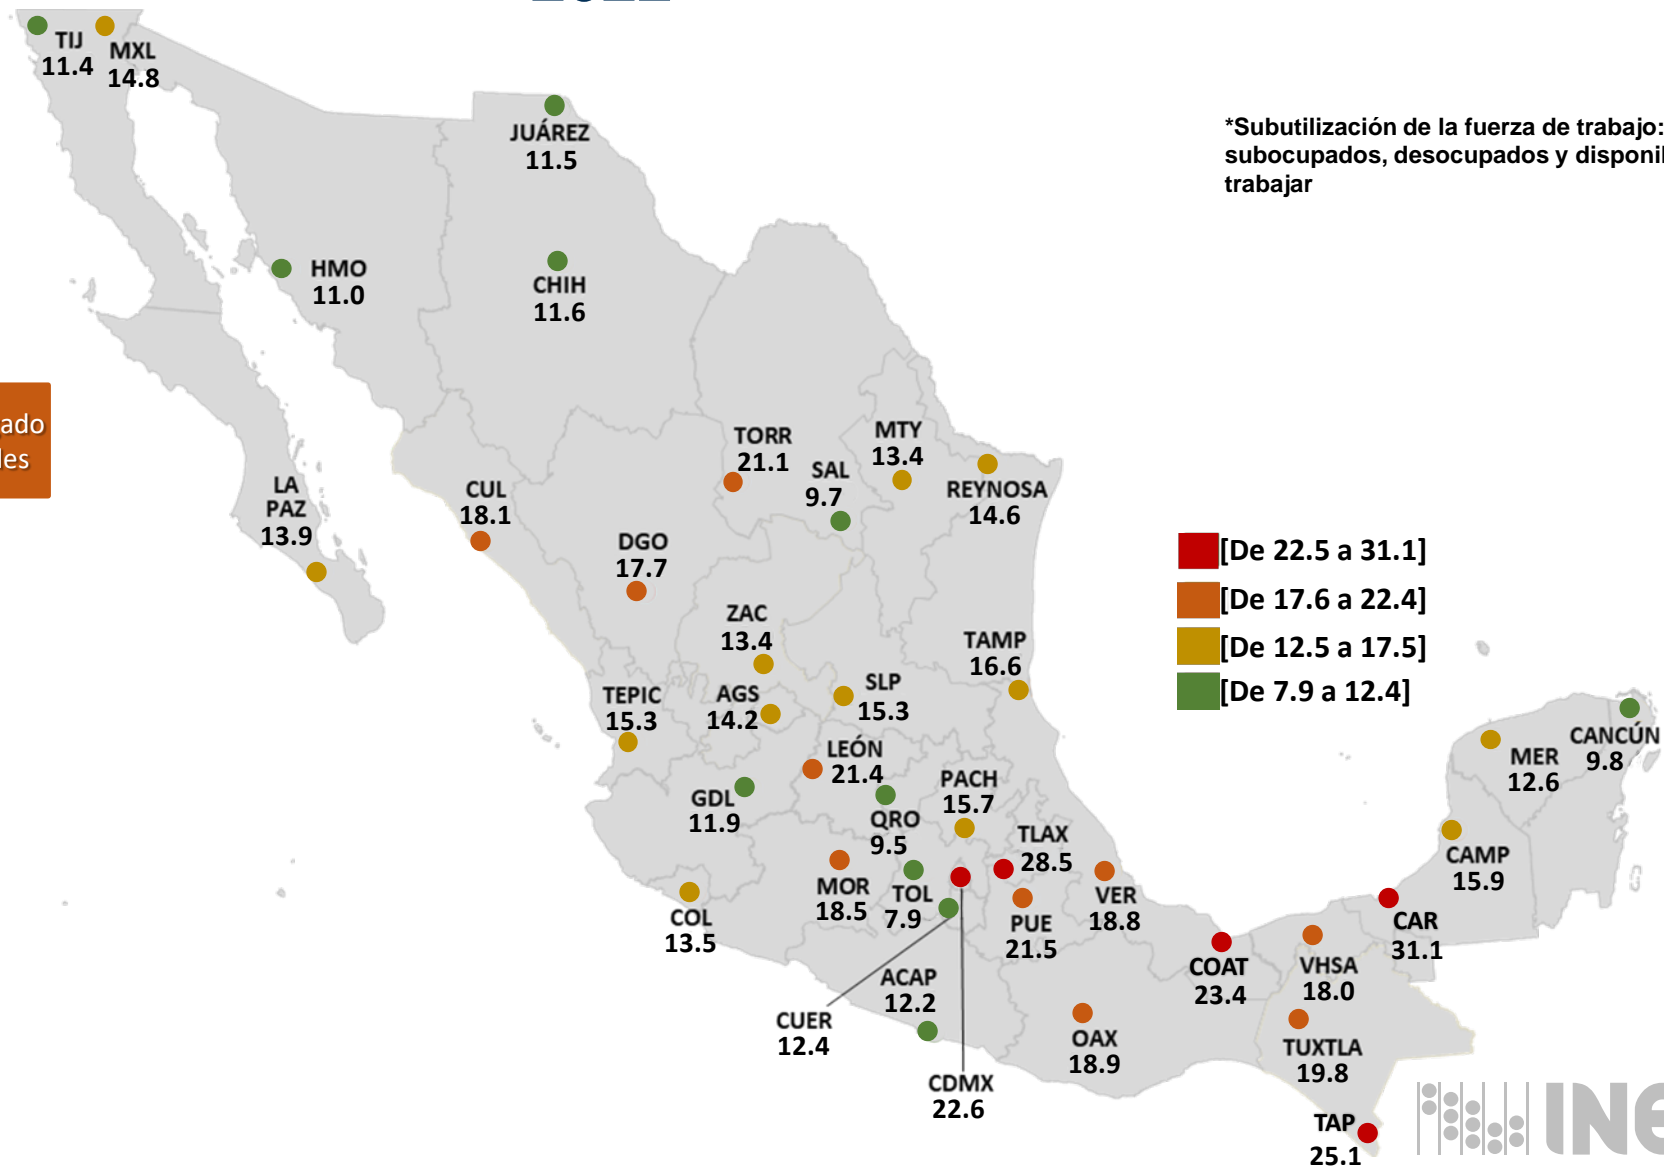 TIJ
11.4
MXL
14.8
JUÁREZ
11.5
*Subutilización de la fuerza de trabajo:
subocupados, desocupados y
trabajar
HMO
11.0
CHIH
11.6
LA
PAZ
13.9
CUL
18.1
TORR
21.1
SAL
9.7
MTY
13.4
REYNOSA
14.6
DGO
17.7
[De 22.5 a 31.1]
[De 17.6 a 22.4]
[De 12.5 a 17.5]
[De 7.9 a 12.4]
ZAC
13.4
TAMP
16.6
TEPIC
15.3
AGS
14.2
SLP
15.3
LEÓN
21.4
PACH
15.7
GDL
11.9
QRO
9.5
TLAX
28.5
MER
12.6
CANCÚN
9.8
CAMP
15.9
COL
13.5
MOR
18.5
TOL
7.9
PUE
21.5
VER
18.8
CAR
31.1
COAT
23.4
VHSA
18.0
ACAP
12.2
CUER
12.4
OAX
18.9
TUXTLA
19.8
CDMX
22.6
TAP
25.1